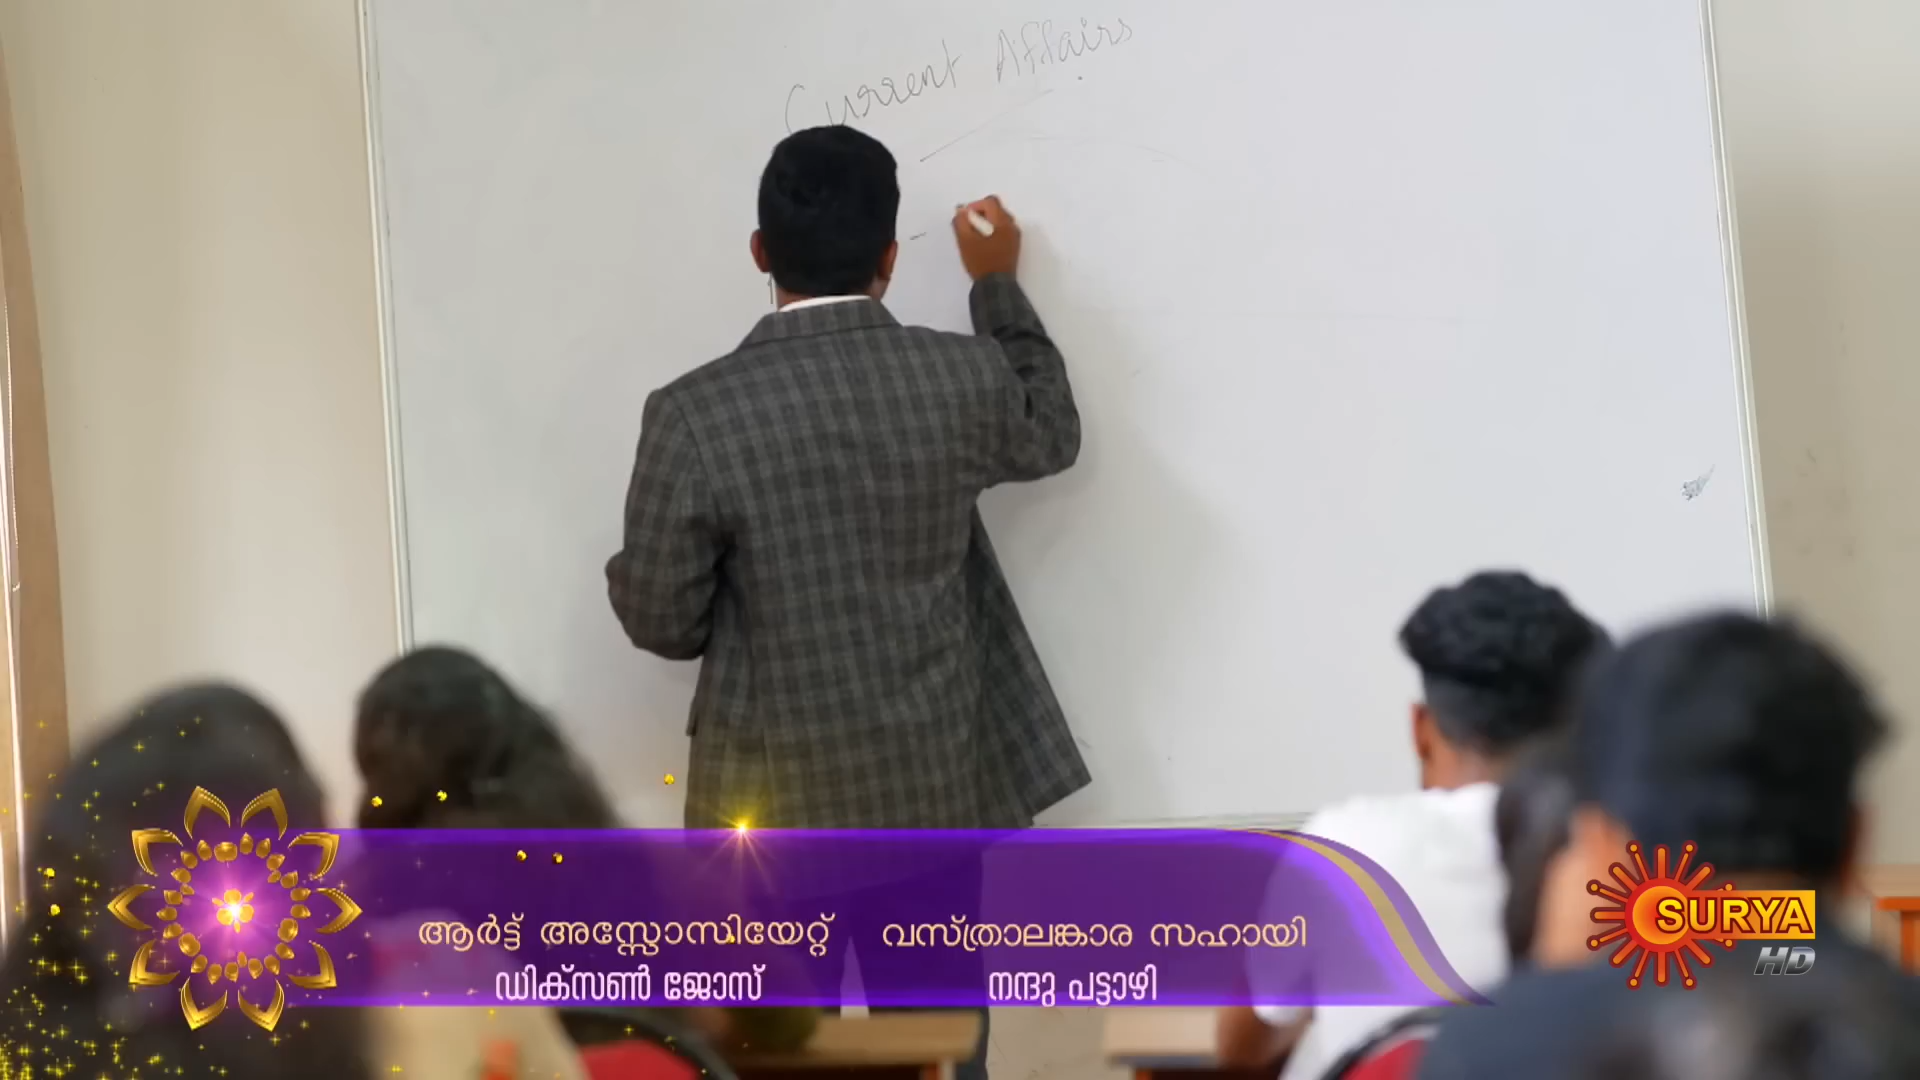 Current Affairs
ആർട്ട് അസ്സോസിയേറ്റ്
ഡിക്സൺ ജോസ്
വസ്ത്രാലങ്കാര സഹായി
നന്ദു പട്ടാഴി
SURYA
HD